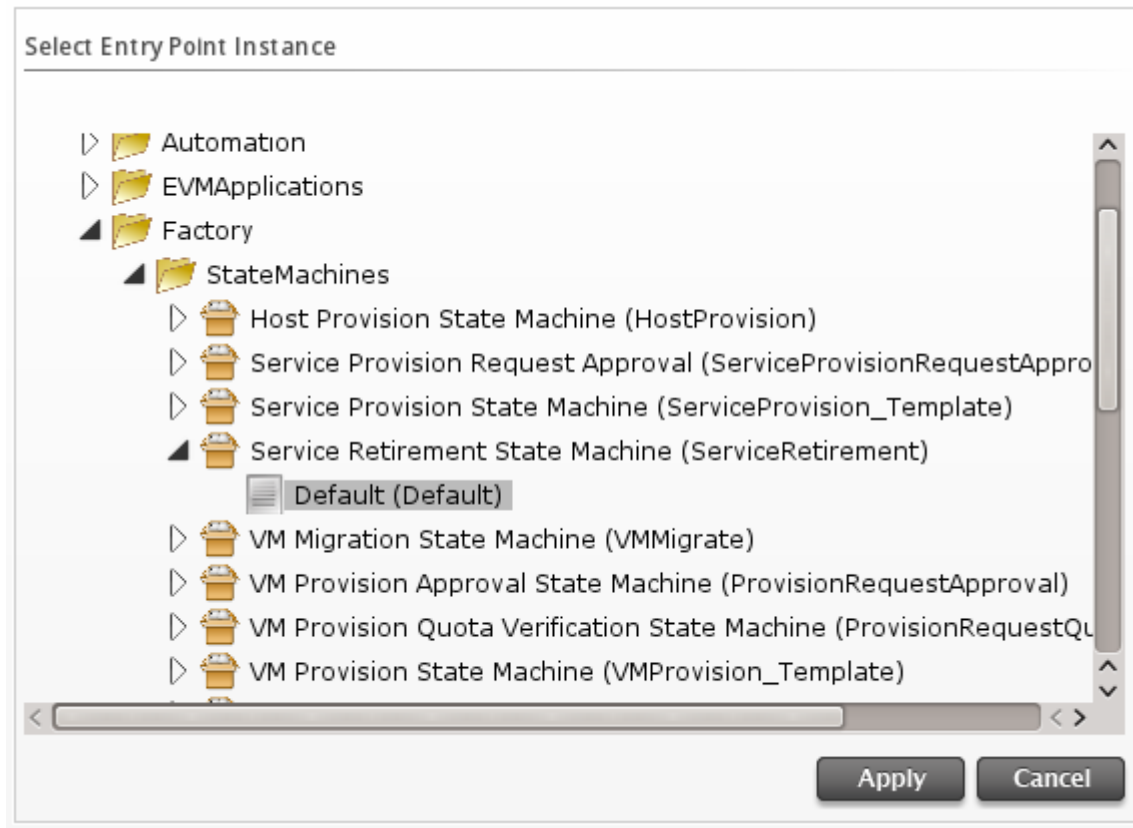 Select Entry Point Instance
Automation
EVMApplications
Factory
StateMachines
Host Provision State Machine (HostProvision)
Service Provision Request Approval (ServiceProvisionRequestAppro
Service Provision State Machine (ServiceProvision_Template)
Service Retirement State Machine (ServiceRetirement)
Default (Default)
VM Migration State Machine (VMMigrate)
VM Provision Approval State Machine (ProvisionRequestApproval)
VM Provision Quota Verification State Machine (ProvisionRequestQu
VM Provision State Machine (VMProvision_Template)
Apply Cancel